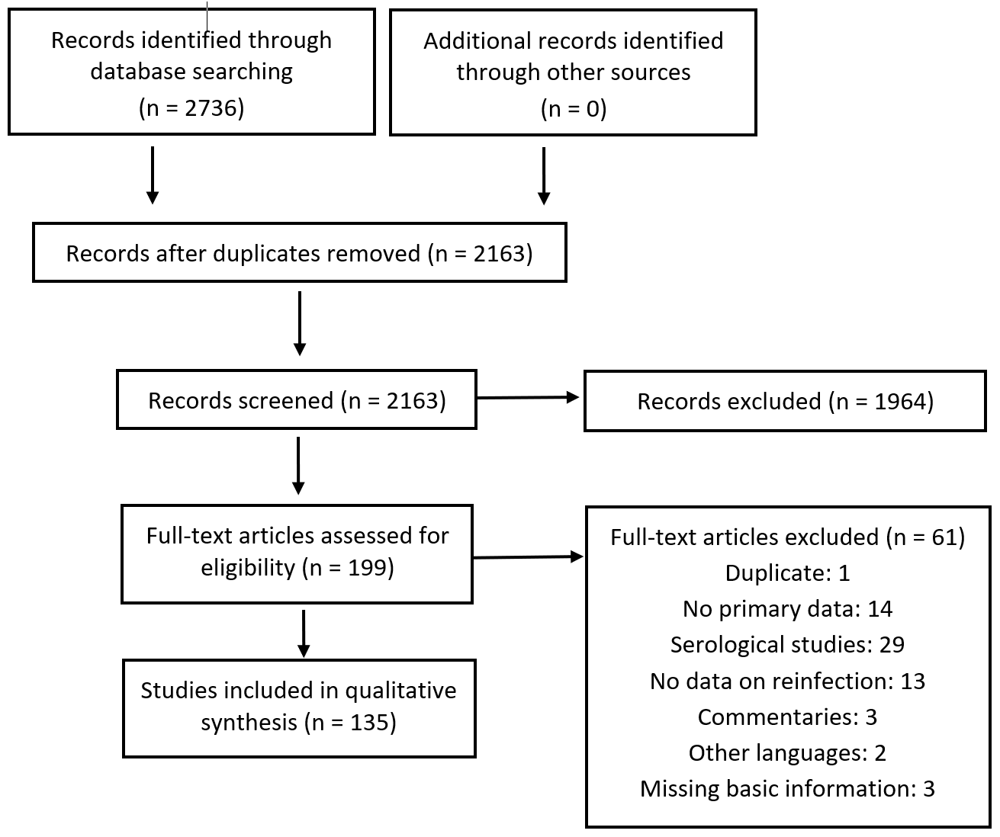 Records identified through
database searching
(n = 2736)
Additional records identified
through other sources
(n = 0)
Records after duplicates removed (n = 2163)
Records screened (n = 2163)
Records excluded (n = 1964)
Full-text articles assessed for
eligibility (n = 199)
Full-text articles excluded (n = 61)
Duplicate: 1
No primary data: 14
Serological studies: 29
No data on reinfection: 13
Commentaries: 3
Other languages: 2
Missing basic information: 3
Studies included in qualitative
synthesis (n = 135)